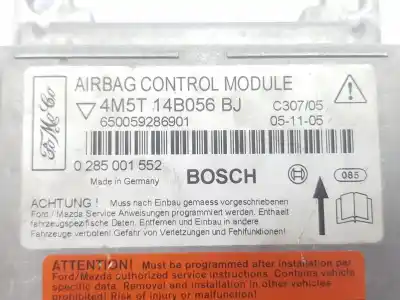 FoMoCo
AIRBAG CONTROL MODULE
4M5T 14B056 BJ
C307/05
650059286901
05-11-05
0 285 001 552
Made in Germany
BOSCH
085
ACHTUNG ! Muss nach Einbau gemaess vorgeschriebenen
Ford / Mazda Service Anweisungen programmiert werden. Enthaelt
fahrzeugspezifische Daten. Entfernen und Einbau in andere
Fahrzeuge verboten! Gefahr von Verletzungen und Fehlfunktionen!
ATTENTION! Must be programmed after installation per
Ford/Mazda authorized service instructions. Contains vehicle
specific data. Removal and installation in other vehicles
prohibited! Risk of injury or malfunction!